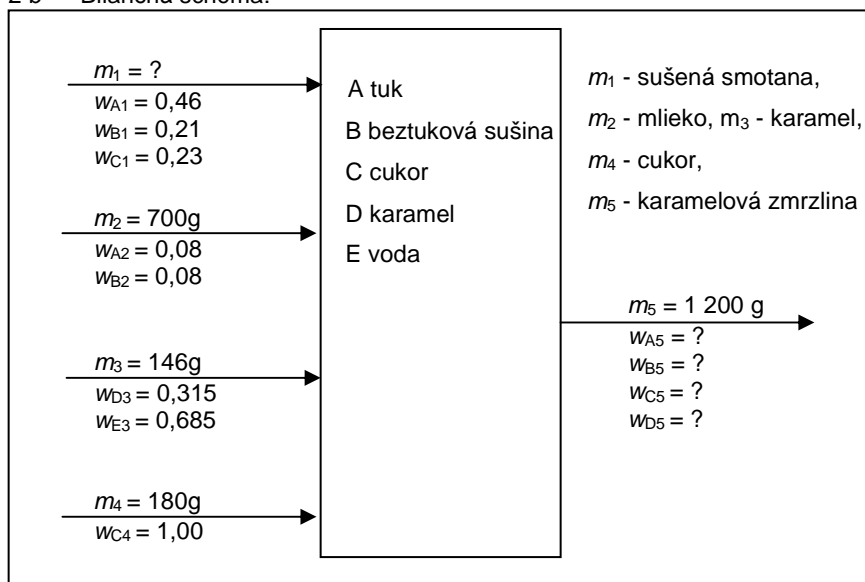 m1 = ?
wA1 = 0,46
wB1 = 0,21
wC1 = 0,23
m2 = 700g
wA2 = 0,08
wB2 = 0,08
m3 = 146g
wD3 = 0,315
wE3 = 0,685
m4 = 180g
wC4 = 1,00
A tuk
B beztuková sušina
C cukor
D karamel
E voda
m1 - sušená smotana,
m2 - mlieko, m3 - karamel,
m4 - cukor,
m5 - karamelová zmrzlina
m5 = 1 200 g
wA5 = ?
wB5 = ?
wC5 = ?
wD5 = ?